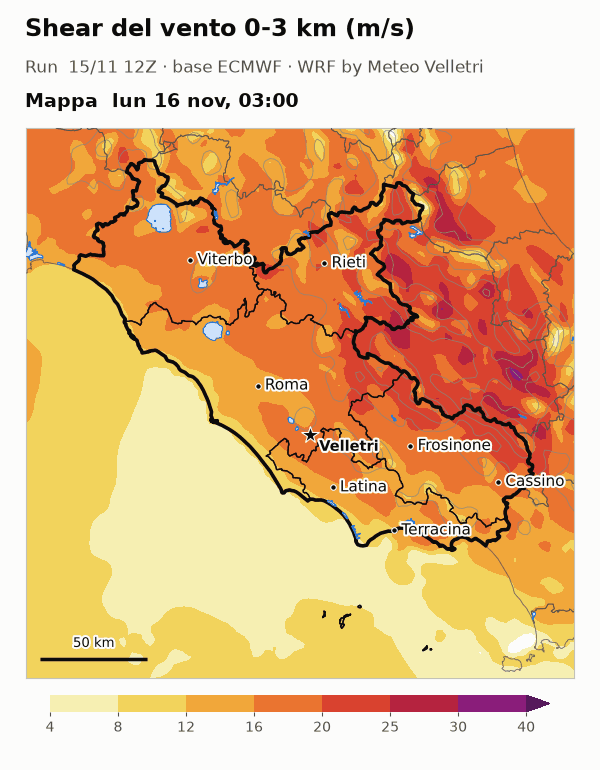 Shear del vento 0-3 km (m/s)
Run  15/11 12Z · base ECMWF · WRF by Meteo Velletri
Mappa  lun 16 nov, 03:00
Viterbo
Rieti
Roma
Velletri
Frosinone
Latina
Cassino
Terracina
50 km
4 8 12 16 20 25 30 40